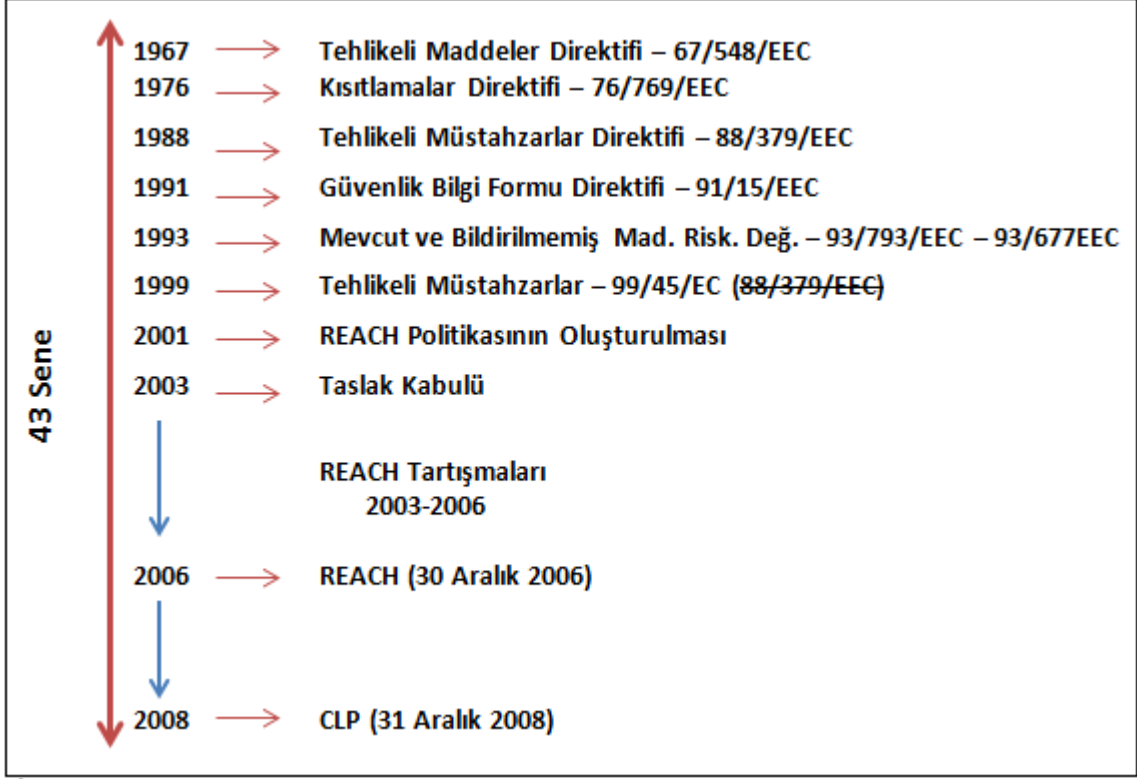 43 Sene
1967 Tehlikeli Maddeler Direktifi – 67/548/EEC
1976 Kısıtlamalar Direktifi – 76/769/EEC
1988 Tehlikeli Müstahzarlar Direktifi – 88/379/EEC
1991 Güvenlik Bilgi Formu Direktifi – 91/15/EEC
1993 Mevcut ve Bildirilmemiş Mad. Risk. Değ. – 93/793/EEC – 93/677EEC
1999 Tehlikeli Müstahzarlar – 99/45/EC (88/379/EEC)
2001 REACH Politikasının Oluşturulması
2003 Taslak Kabulü
REACH Tartışmaları
2003-2006
2006 REACH (30 Aralık 2006)
2008 CLP (31 Aralık 2008)